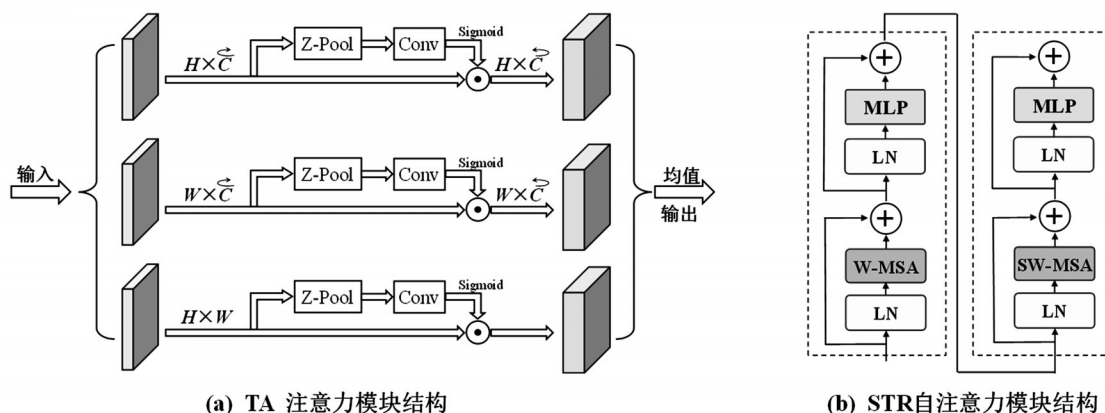 输入
H×C
Z-Pool
Conv
Sigmoid
H×C
W×C
Z-Pool
Conv
Sigmoid
W×C
H×W
Z-Pool
Conv
Sigmoid
均值
输出
(a) TA 注意力模块结构
MLP
LN
W-MSA
LN
MLP
LN
SW-MSA
LN
(b) STR自注意力模块结构